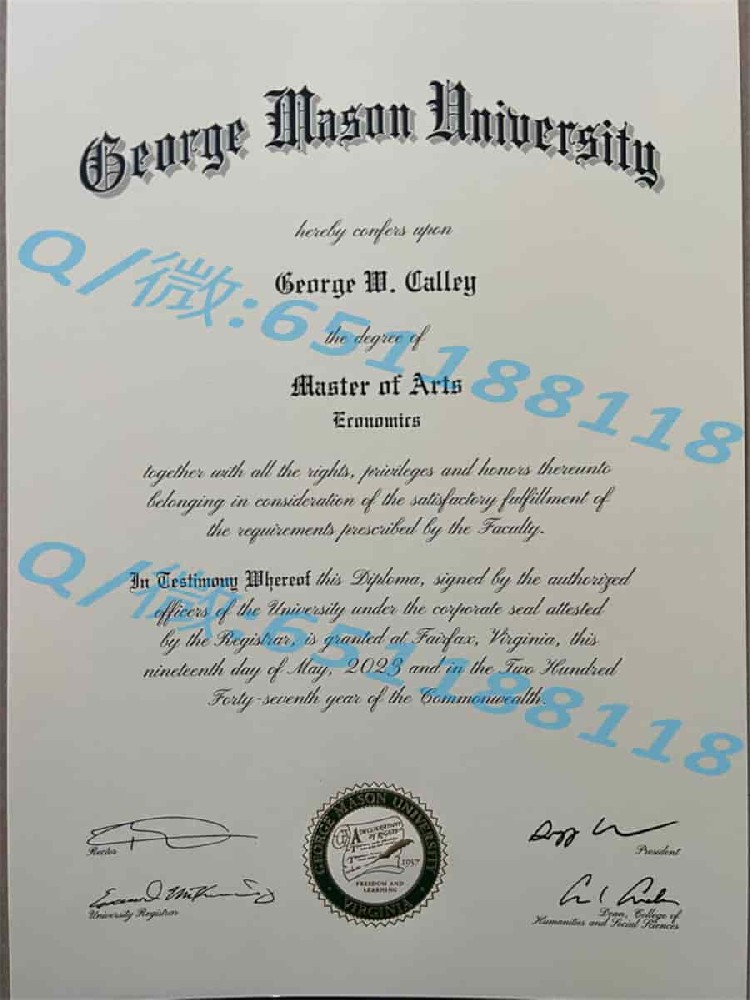 George Mason University
hereby confers upon
George W. Calley
the degree of
Master of Arts
Economics
together with all the rights, privileges and honors thereunto
belonging in consideration of the satisfactory fulfillment of
the requirements prescribed by the Faculty.
In Testimony Whereof this Diploma, signed by the authorized
officers of the University under the corporate seal attested
by the Registrar, is granted at Fairfax, Virginia, this
nineteenth day of May, 2023 and in the Two Hundred
Forty-seventh year of the Commonwealth.
Q/微:651188118
Q/微:651188118
Rector
President
University Registrar
Dean, College of
Humanities and Social Sciences
GEORGE MASON UNIVERSITY
1957
FREEDOM AND
LEARNING
VIRGINIA